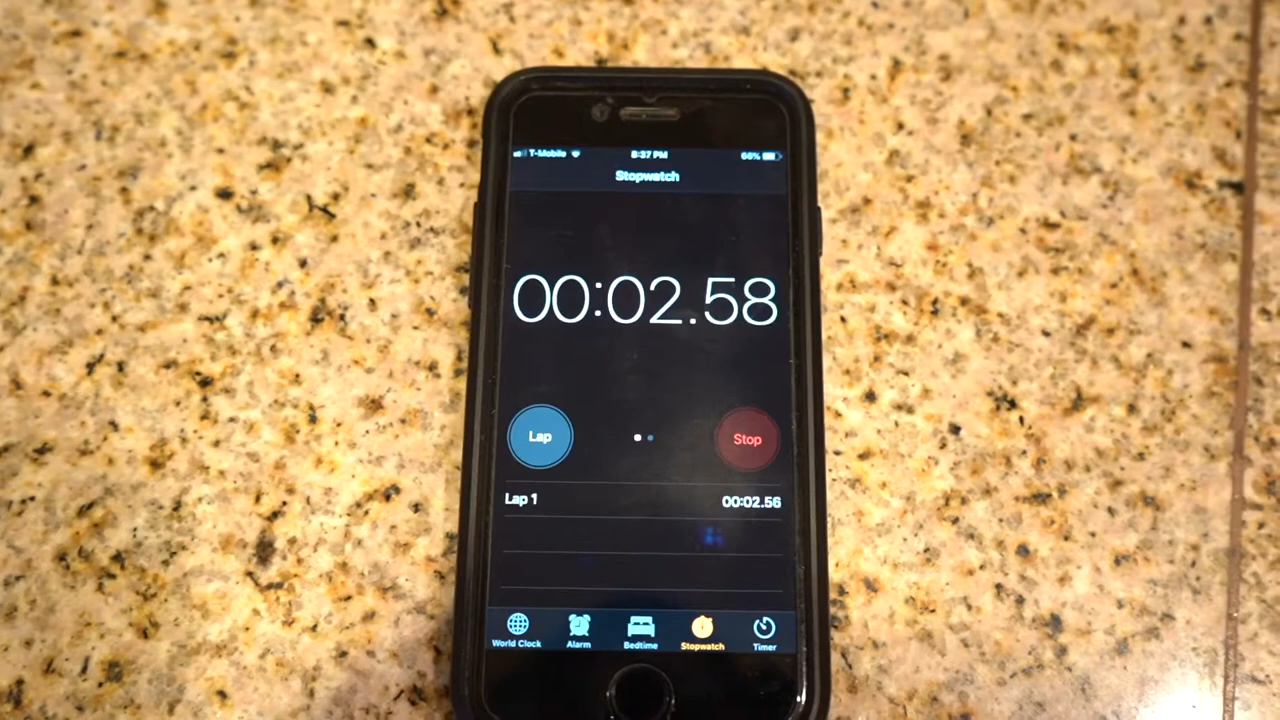 T-Mobile 8:37 PM 66%
Stopwatch
00:02.58
Lap Stop
Lap 1 00:02.56
World Clock Alarm Bedtime Stopwatch Timer